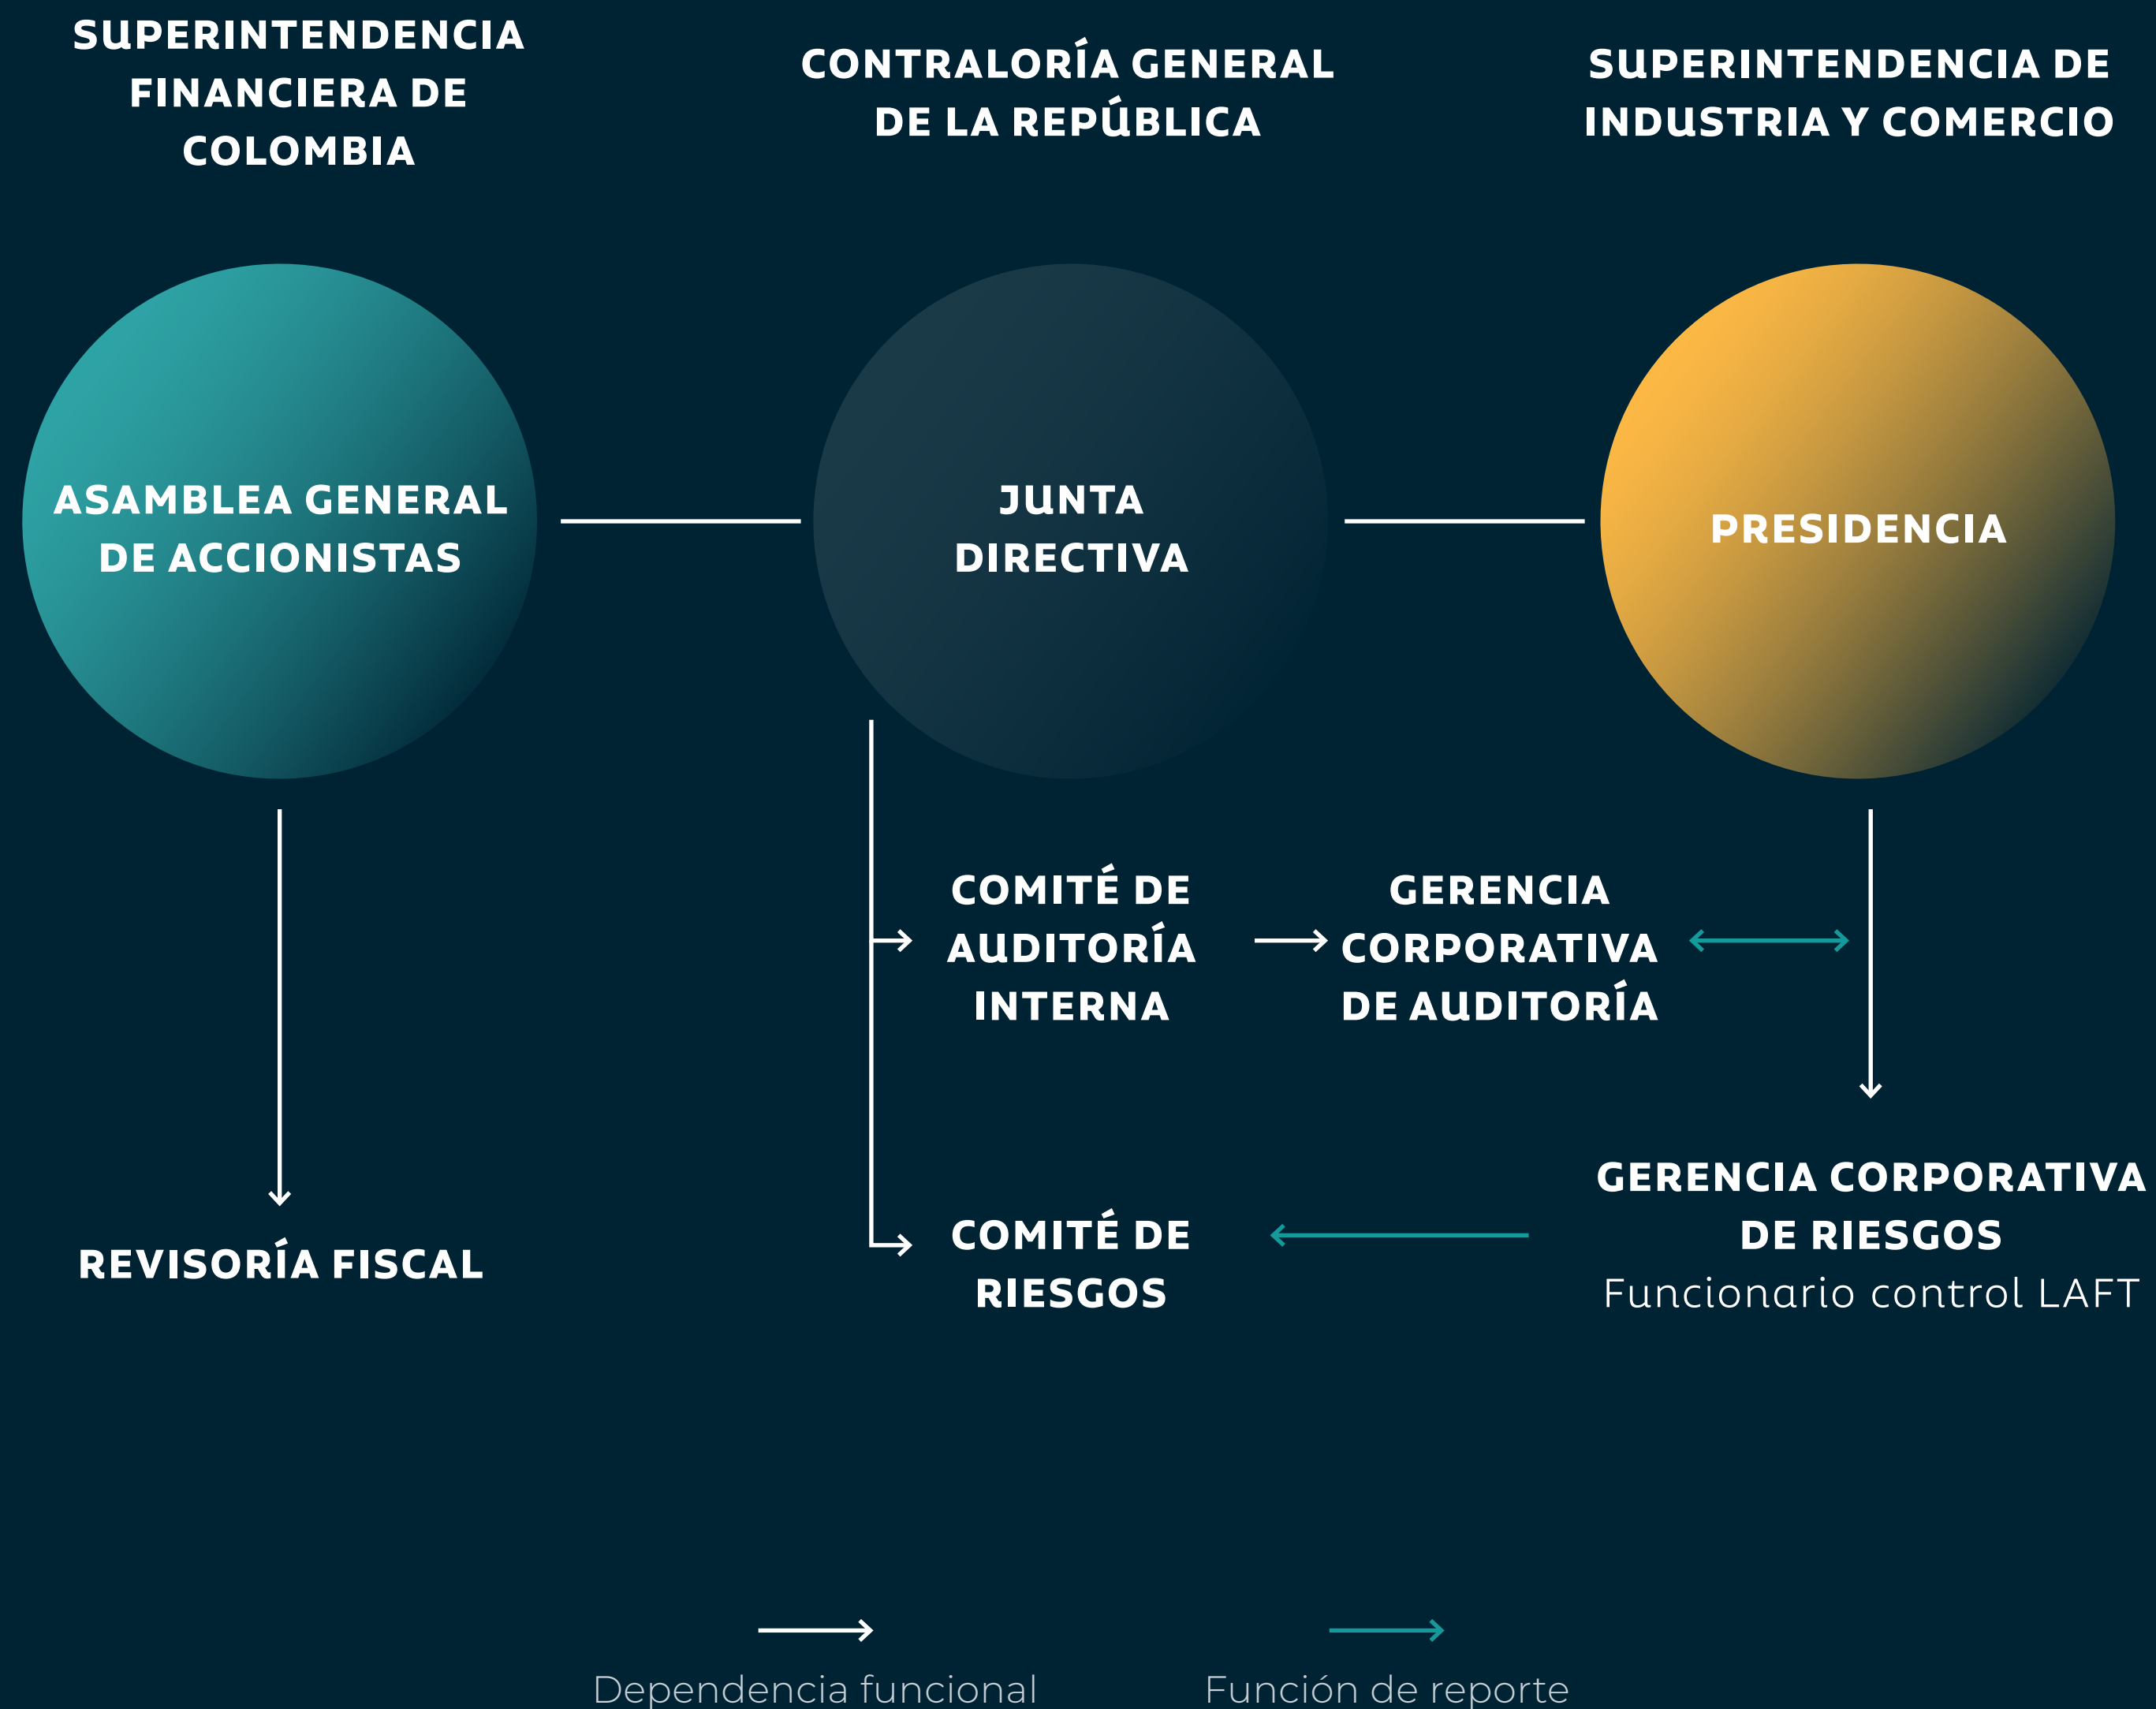 SUPERINTENDENCIA
FINANCIERA DE
COLOMBIA
CONTRALORÍA GENERAL
DE LA REPÚBLICA
SUPERINTENDENCIA DE
INDUSTRIA Y COMERCIO
ASAMBLEA GENERAL
DE ACCIONISTAS
JUNTA
DIRECTIVA
PRESIDENCIA
COMITÉ DE
AUDITORÍA
INTERNA
GERENCIA
CORPORATIVA
DE AUDITORÍA
REVISORÍA FISCAL
COMITÉ DE
RIESGOS
GERENCIA CORPORATIVA
DE RIESGOS
Funcionario control LAFT
Dependencia funcional
Función de reporte